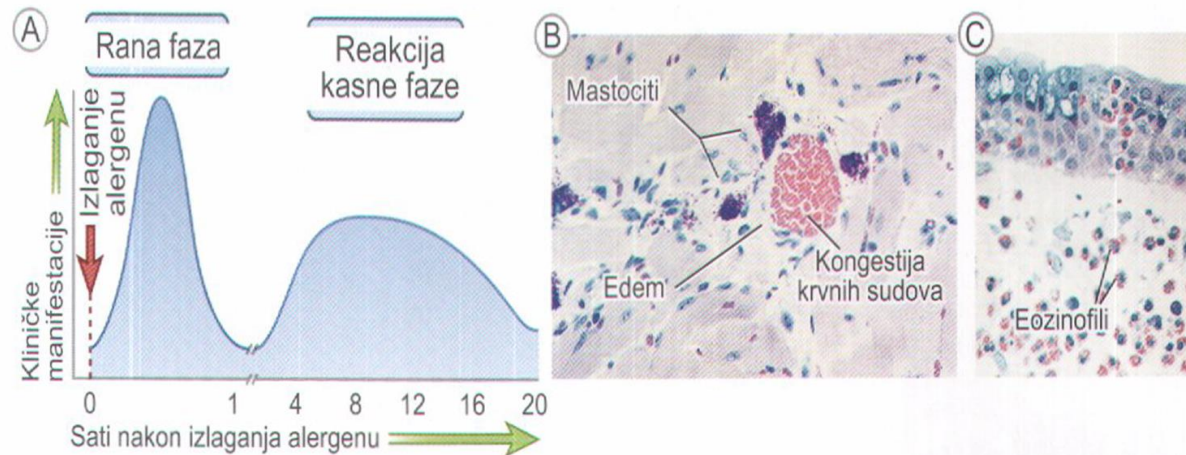 A
Rana faza
Reakcija
kasne faze
Izlaganje
alergenu
Kliničke
manifestacije
0
1
4
8
12
16
20
Sati nakon izlaganja alergenu
B
Mastociti
Edem
Kongestija
krvnih sudova
C
Eozinofili